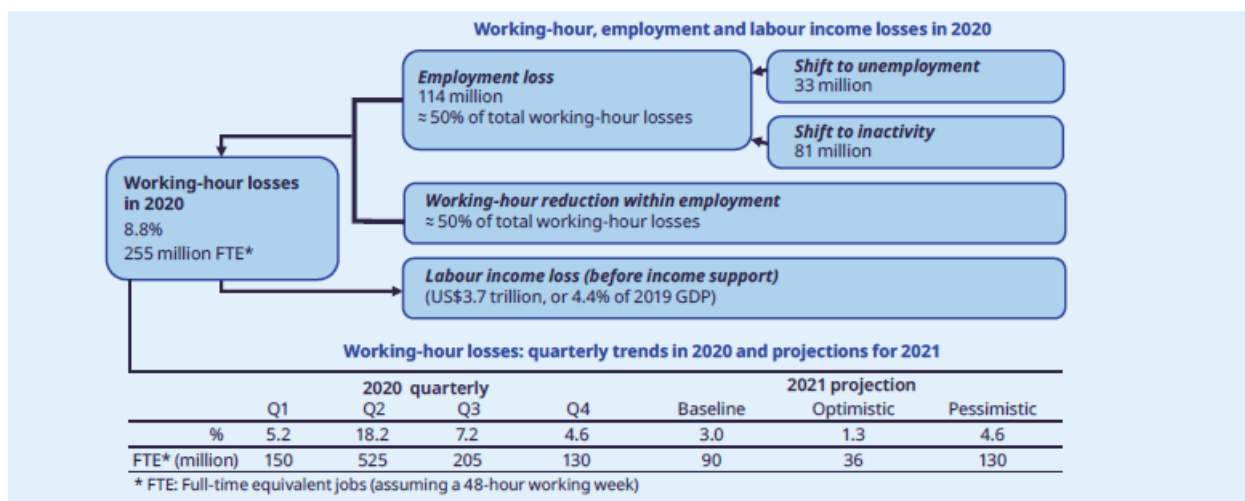 Working-hour, employment and labour income losses in 2020
Employment loss
114 million
≈ 50% of total working-hour losses
Shift to unemployment
33 million
Shift to inactivity
81 million
Working-hour losses
in 2020
8.8%
255 million FTE*
Working-hour reduction within employment
≈ 50% of total working-hour losses
Labour income loss (before income support)
(US$3.7 trillion, or 4.4% of 2019 GDP)
Working-hour losses: quarterly trends in 2020 and projections for 2021
2020 quarterly 2021 projection
Q1 Q2 Q3 Q4 Baseline Optimistic Pessimistic
% 5.2 18.2 7.2 4.6 3.0 1.3 4.6
FTE* (million) 150 525 205 130 90 36 130
* FTE: Full-time equivalent jobs (assuming a 48-hour working week)